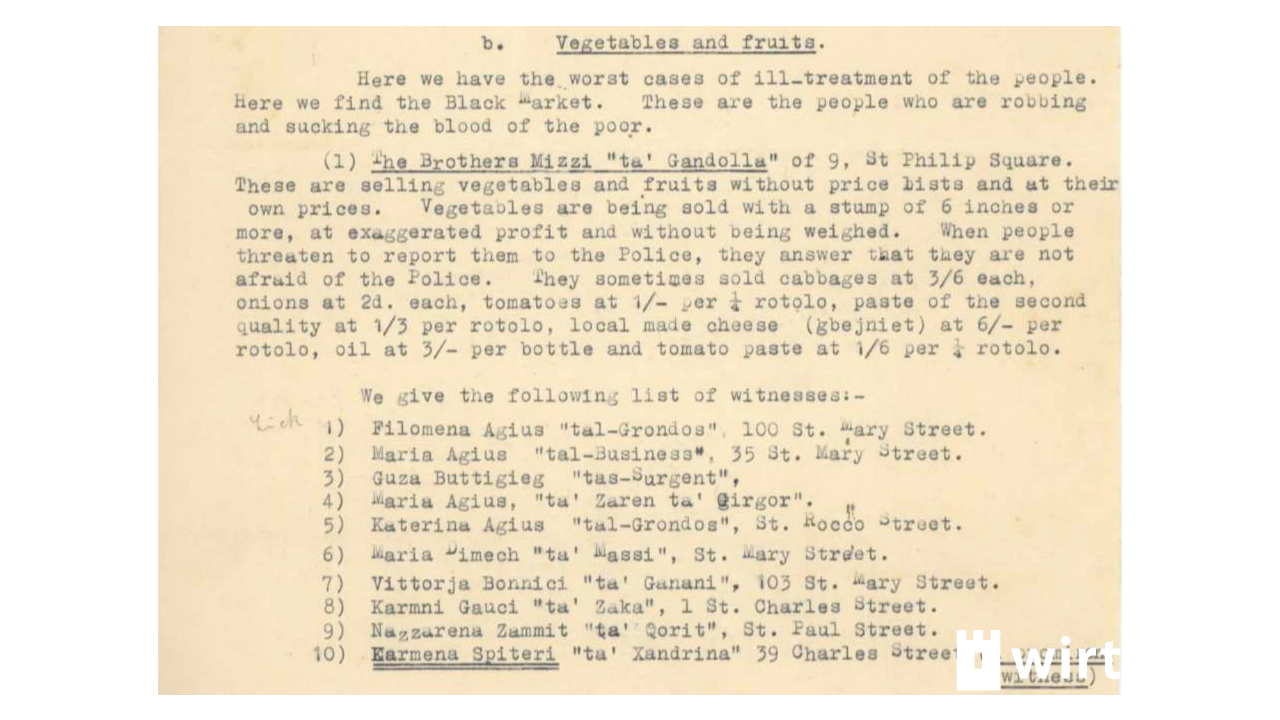 b. Vegetables and fruits.
Here we have the worst cases of ill-treatment of the people.
Here we find the Black Market. These are the people who are robbing
and sucking the blood of the poor.
(1) The Brothers Mizzi "ta' Gandolla" of 9, St Philip Square.
These are selling vegetables and fruits without price lists and at their
own prices. Vegetables are being sold with a stump of 6 inches or
more, at exaggerated profit and without being weighed. When people
threaten to report them to the Police, they answer that they are not
afraid of the Police. They sometimes sold cabbages at 3/6 each,
onions at 2d. each, tomatoes at 1/- per ¼ rotolo, paste of the second
quality at 1/3 per rotolo, local made cheese (gbejniet) at 6/- per
rotolo, oil at 3/- per bottle and tomato paste at 1/6 per ¼ rotolo.
We give the following list of witnesses:-
1) Filomena Agius "tal-Grondos", 100 St. Mary Street.
2) Maria Agius "tal-Business", 35 St. Mary Street.
3) Guza Buttigieg "tas-Surgent",
4) Maria Agius, "ta' Zaren ta' Girgor".
5) Katerina Agius "tal-Grondos", St. Rocco Street.
6) Maria Dimech "ta' Massi", St. Mary Street.
7) Vittorja Bonnici "ta' Ganani", 103 St. Mary Street.
8) Karmni Gauci "ta' Zaka", 1 St. Charles Street.
9) Nazzarena Zammit "ta' Qorit", St. Paul Street.
10) Karmena Spiteri "ta' Xandrina" 39 Charles Street
witness)
wirt